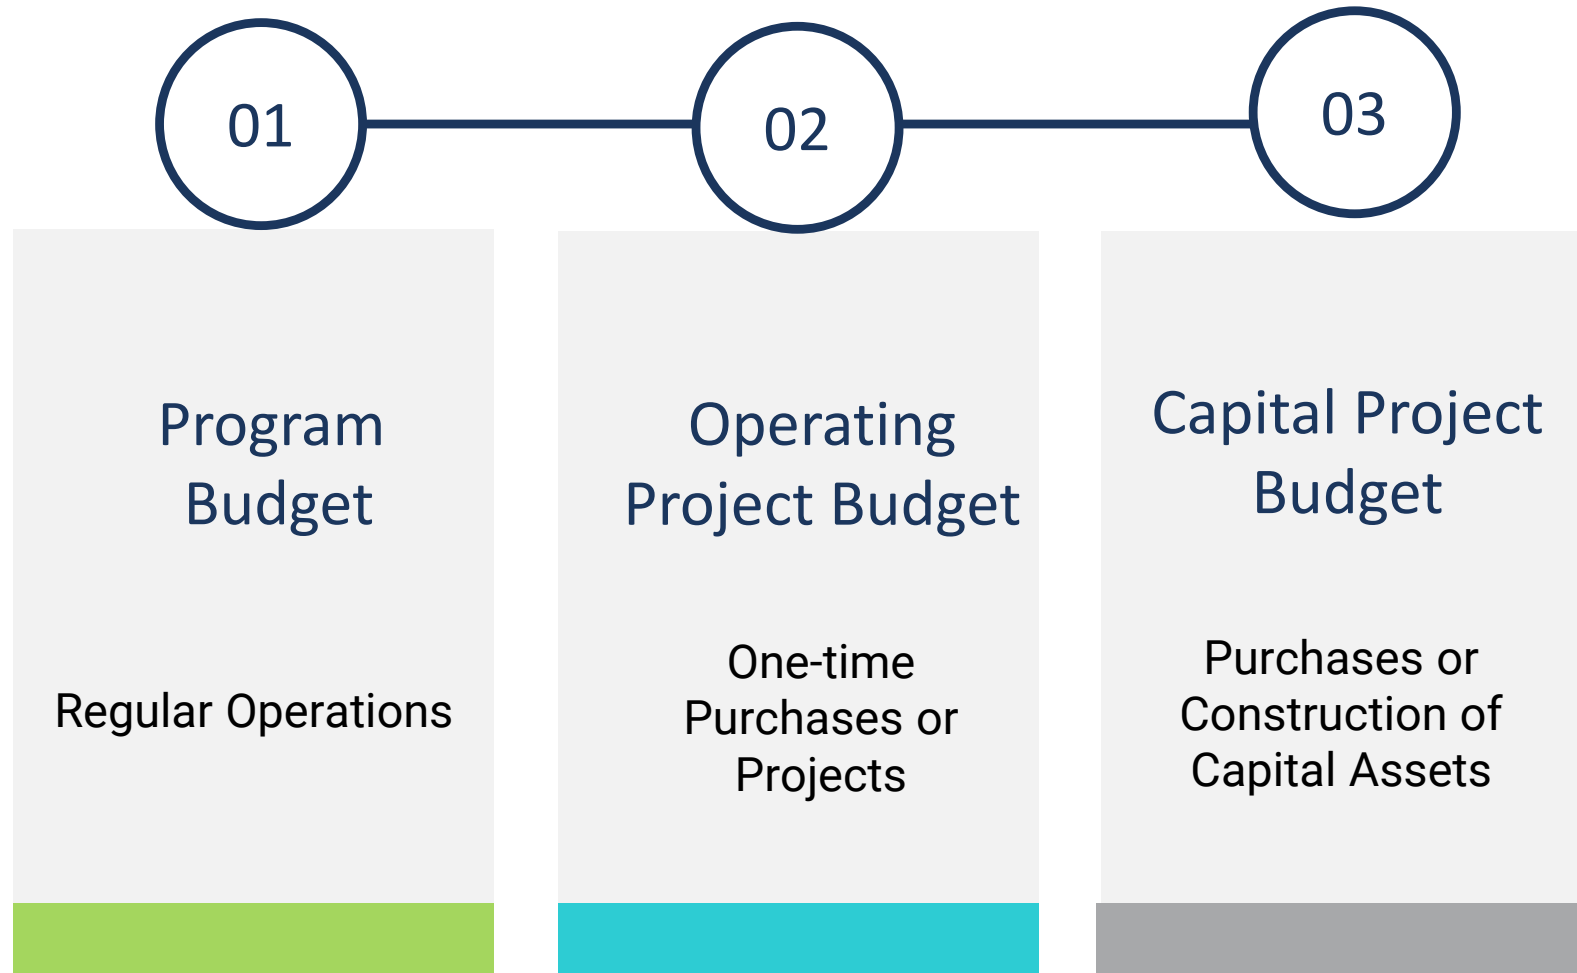 01
Program
Budget
Regular Operations
02
Operating
Project Budget
One-time
Purchases or
Projects
03
Capital Project
Budget
Purchases or
Construction of
Capital Assets